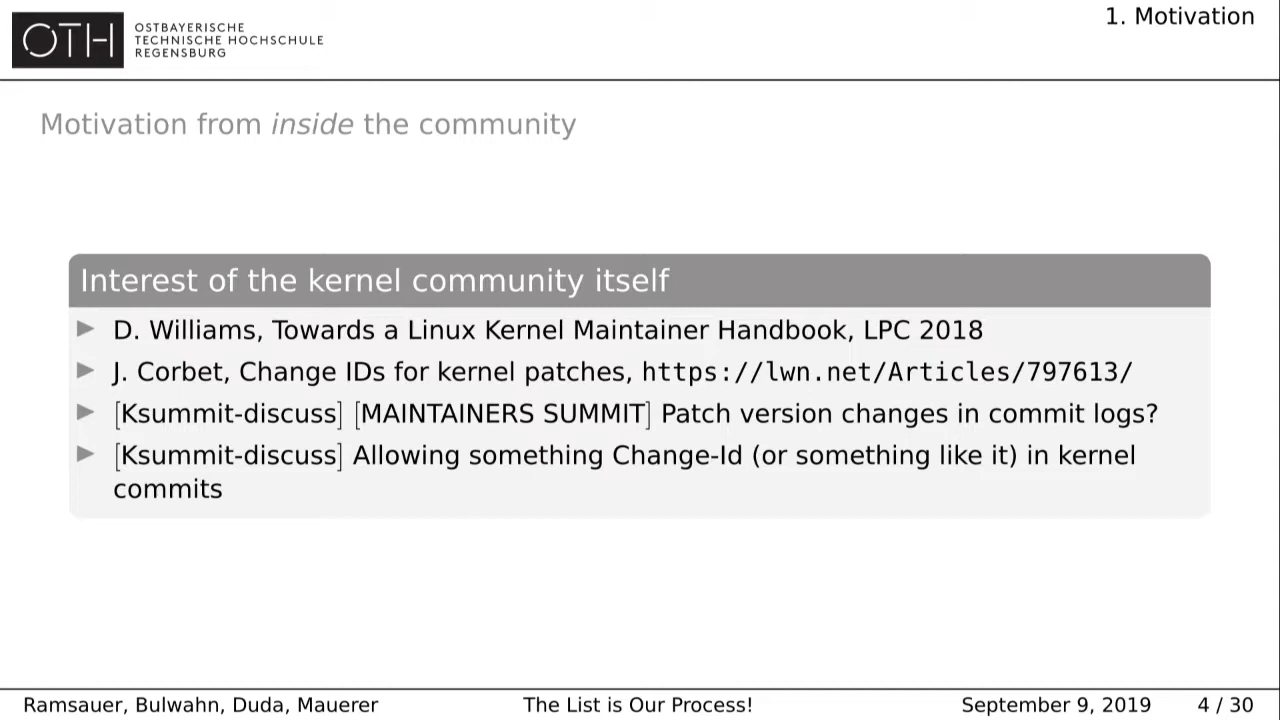 OTH
OSTBAYERISCHE
TECHNISCHE HOCHSCHULE
REGENSBURG
1. Motivation
Motivation from inside the community
Interest of the kernel community itself
▶ D. Williams, Towards a Linux Kernel Maintainer Handbook, LPC 2018
▶ J. Corbet, Change IDs for kernel patches, https://lwn.net/Articles/797613/
▶ [Ksummit-discuss] [MAINTAINERS SUMMIT] Patch version changes in commit logs?
▶ [Ksummit-discuss] Allowing something Change-Id (or something like it) in kernel
commits
Ramsauer, Bulwahn, Duda, Mauerer
The List is Our Process!
September 9, 2019
4 / 30